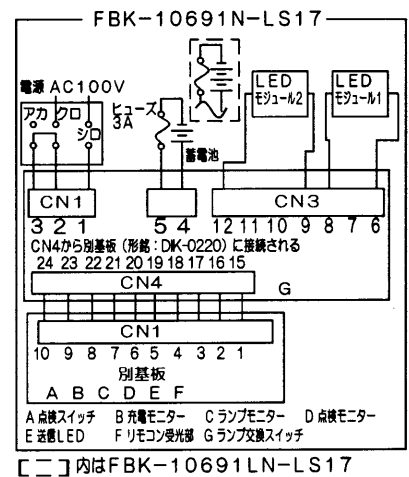 FBK-10691N-LS17
電源 AC100V
アカ クロ
シロ
ヒューズ
3A
蓄電池
LED
モジュール2
LED
モジュール1
CN1
CN3
3 2 1
5 4
12 11 10 9 8 7 6
CN4から別基板(形銘:DIK-0220)に接続される
24 23 22 21 20 19 18 17 16 15
CN4
G
CN1
10 9 8 7 6 5 4 3 2 1
別基板
A B C D E F
A 点検スイッチ B 充電モニター C ランプモニター D 点検モニター
E 送信LED F リモコン受光部 G ランプ交換スイッチ
内はFBK-10691LN-LS17